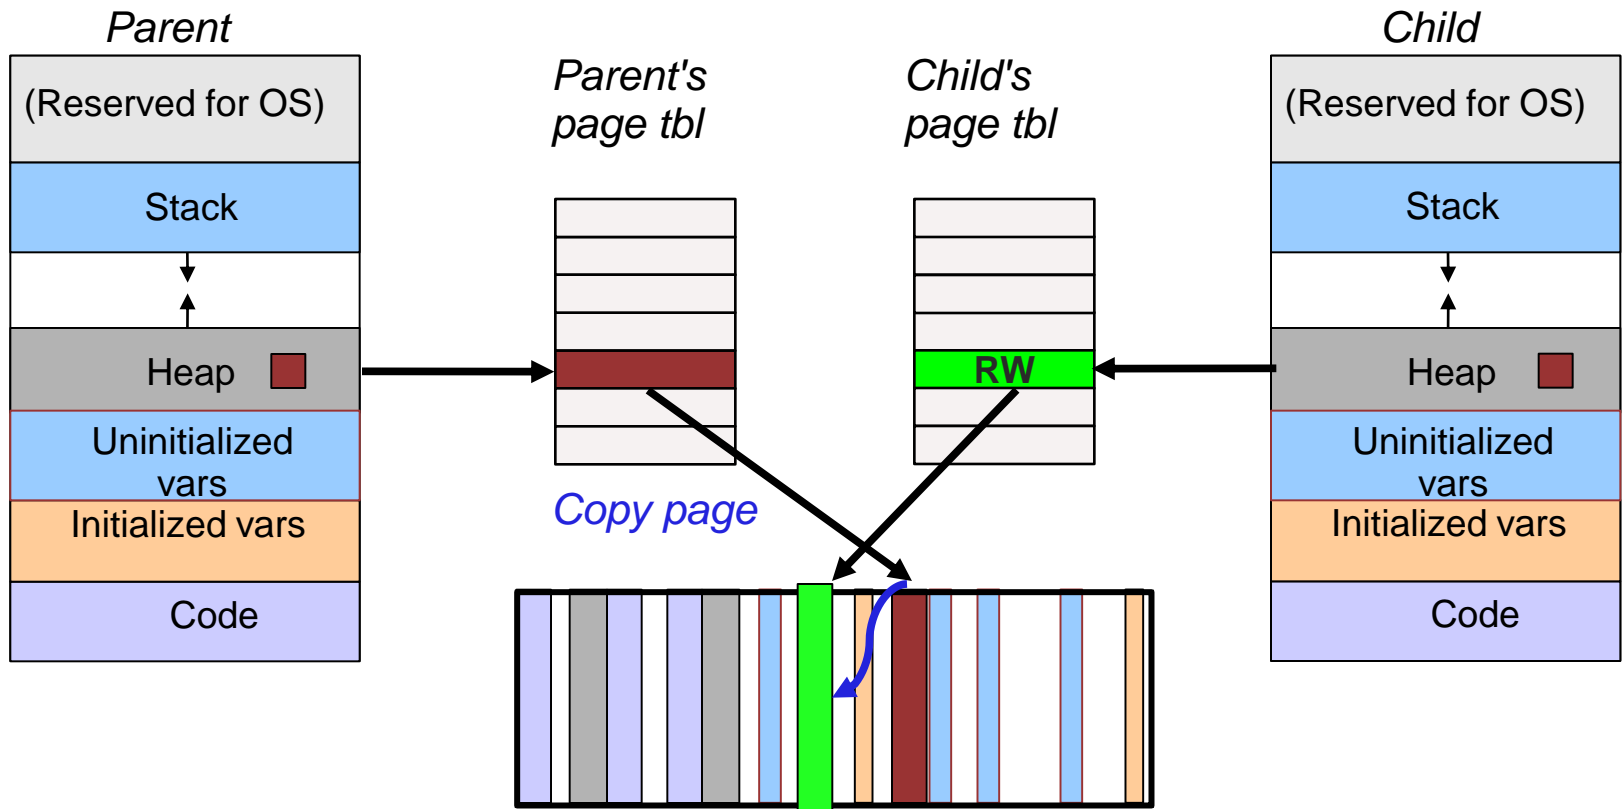 Parent
(Reserved for OS)
Stack
Heap
Uninitialized
vars
Initialized vars
Code
Parent's
page tbl
Child's
page tbl
RW
Copy page
Child
(Reserved for OS)
Stack
Heap
Uninitialized
vars
Initialized vars
Code